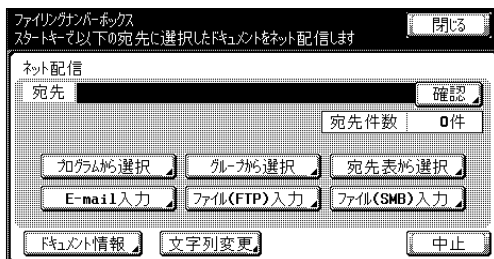 ファイリングナンバーボックス
スタートキーで以下の宛先に選択したドキュメントをネット配信します
閉じる
ネット配信
宛先
確認
宛先件数 0件
プログラムから選択 グループから選択 宛先表から選択
E-mail入力 ファイル(FTP)入力 ファイル(SMB)入力
ドキュメント情報 文字列変更 中止